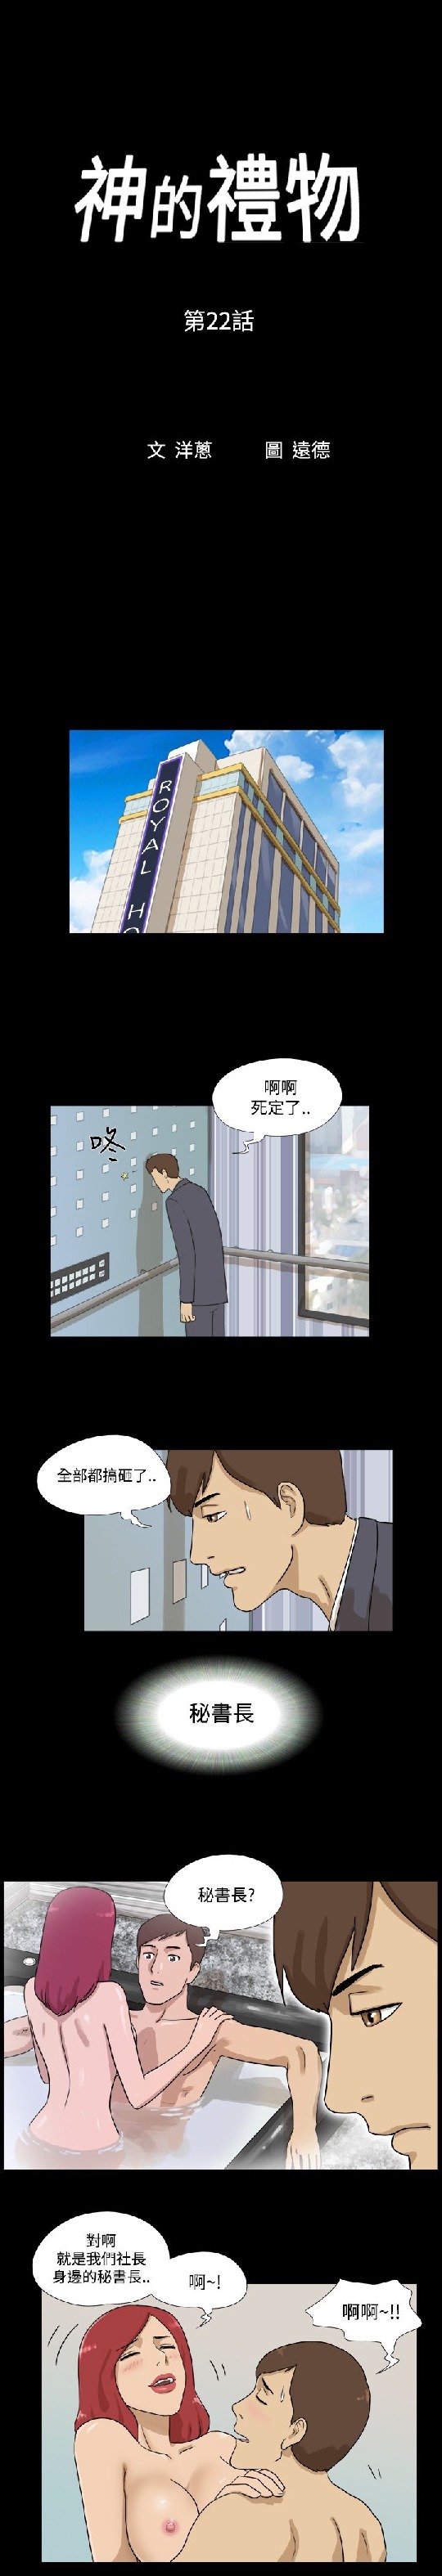 神的禮物
第22話
文 洋蔥 圖 遠德
ROYAL HO
啊啊
死定了..
咚
全部都搞砸了..
秘書長
秘書長?
對啊
就是我們社長
身邊的秘書長..
啊~!
啊啊~!!